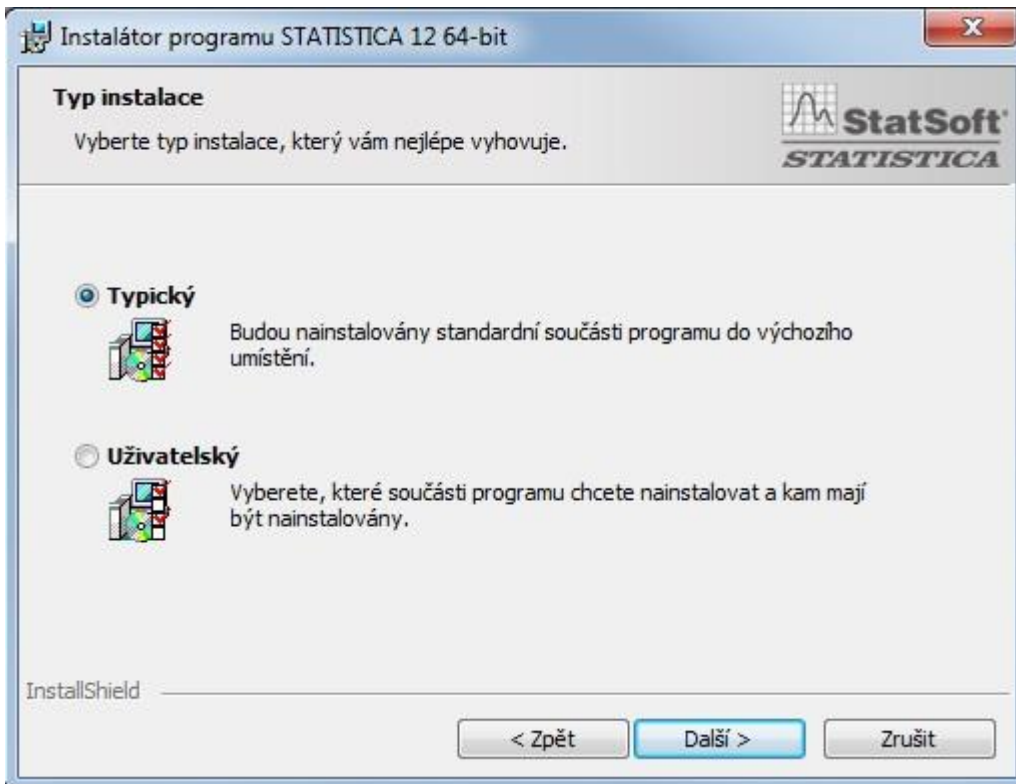 Instalátor programu STATISTICA 12 64-bit
Typ instalace
Vyberte typ instalace, který vám nejlépe vyhovuje.
StatSoft
STATISTICA
Typický
Budou nainstalovány standardní součásti programu do výchozího
umístění.
Uživatelský
Vyberete, které součásti programu chcete nainstalovat a kam mají
být nainstalovány.
InstallShield
< Zpět
Další >
Zrušit